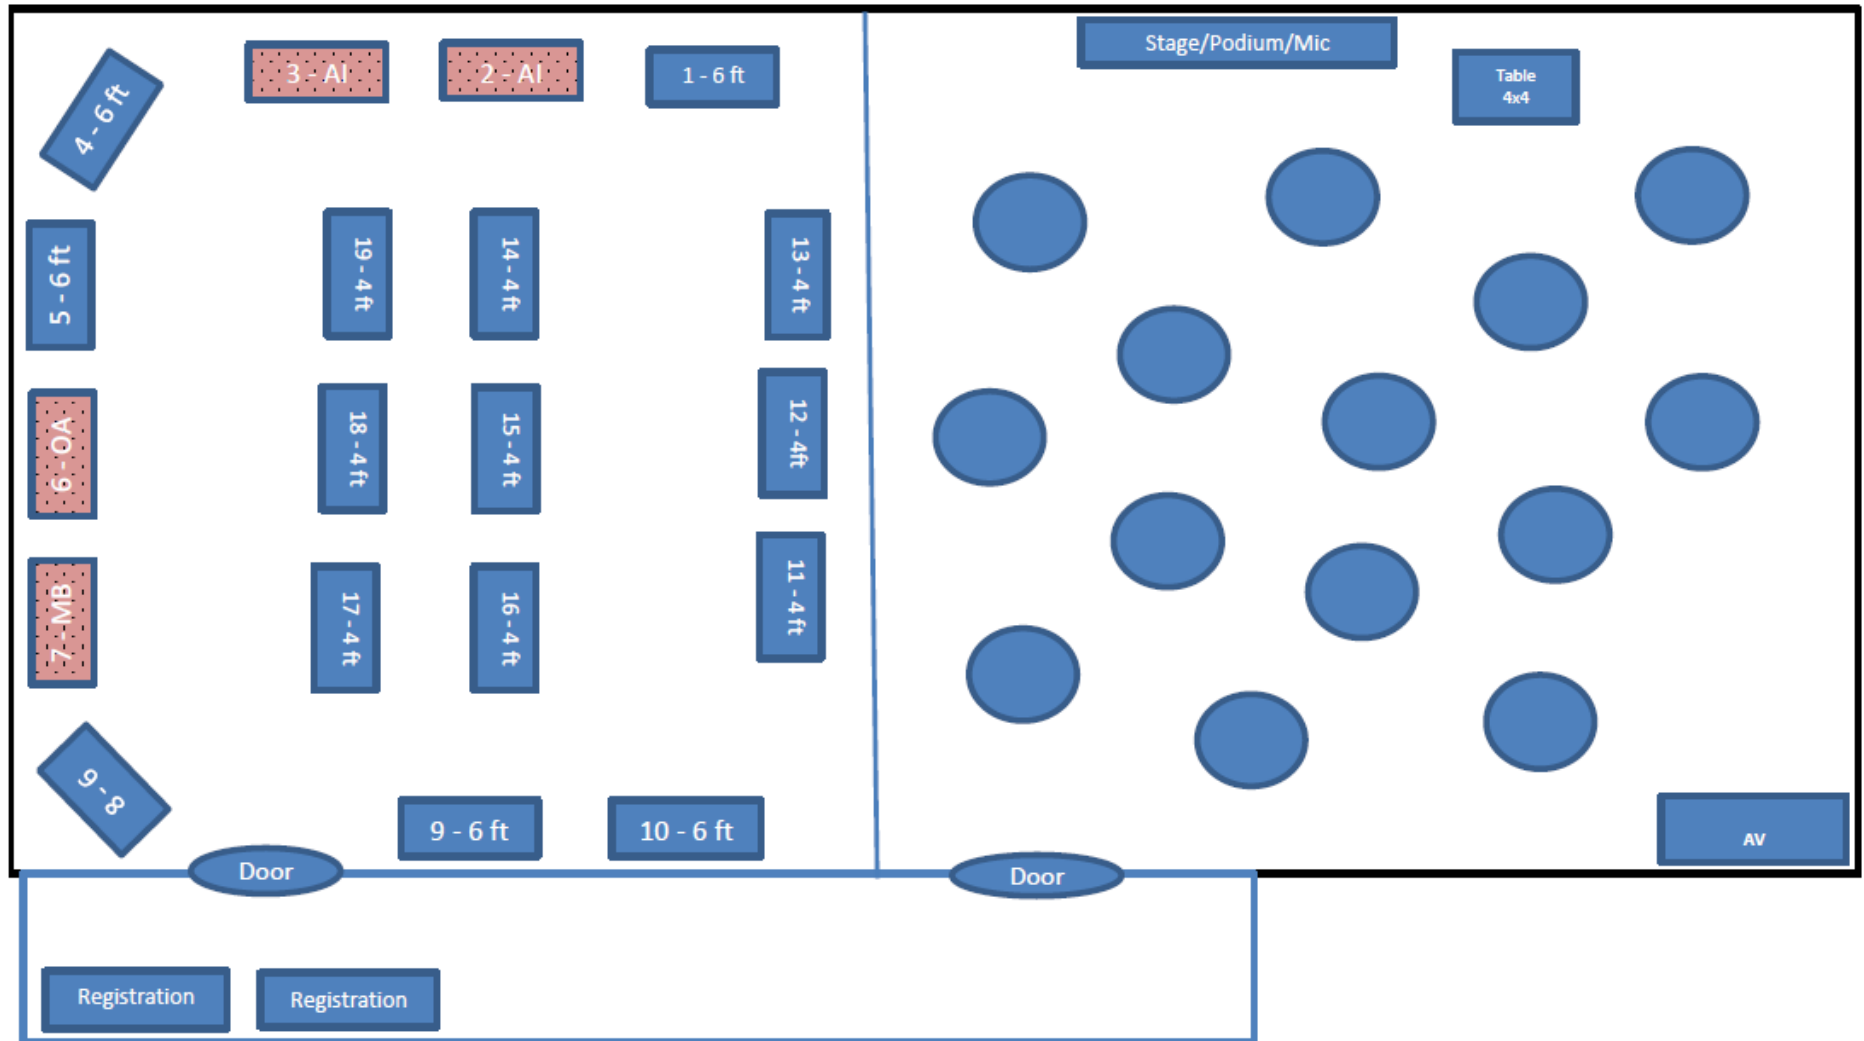 Stage/Podium/Mic
3 - AI
2 - AI
1 - 6 ft
Table
4x4
4 - 6 ft
5 - 6 ft
19 - 4 ft
14 - 4 ft
13 - 4 ft
6 - OA
18 - 4 ft
15 - 4 ft
12 - 4ft
7 - MB
17 - 4 ft
16 - 4 ft
11 - 4 ft
8 - 6
9 - 6 ft
10 - 6 ft
AV
Door
Door
Registration
Registration